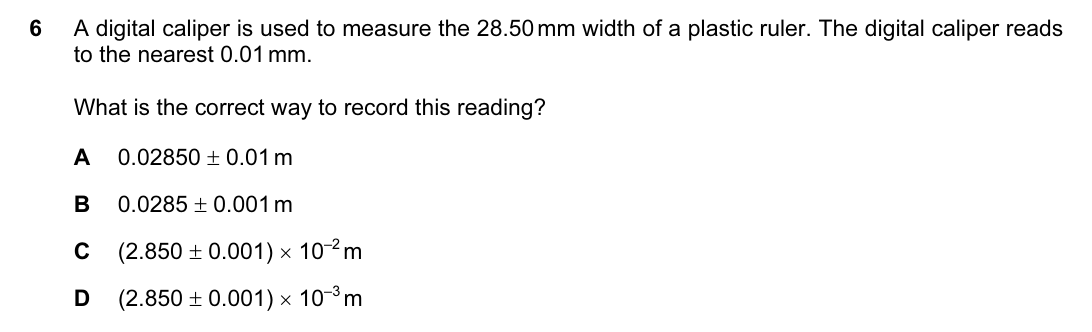 6 A digital caliper is used to measure the 28.50 mm width of a plastic ruler. The digital caliper reads
to the nearest 0.01 mm.
What is the correct way to record this reading?
A 0.02850 ± 0.01 m
B 0.0285 ± 0.001 m
C (2.850 ± 0.001) × 10⁻² m
D (2.850 ± 0.001) × 10⁻³ m